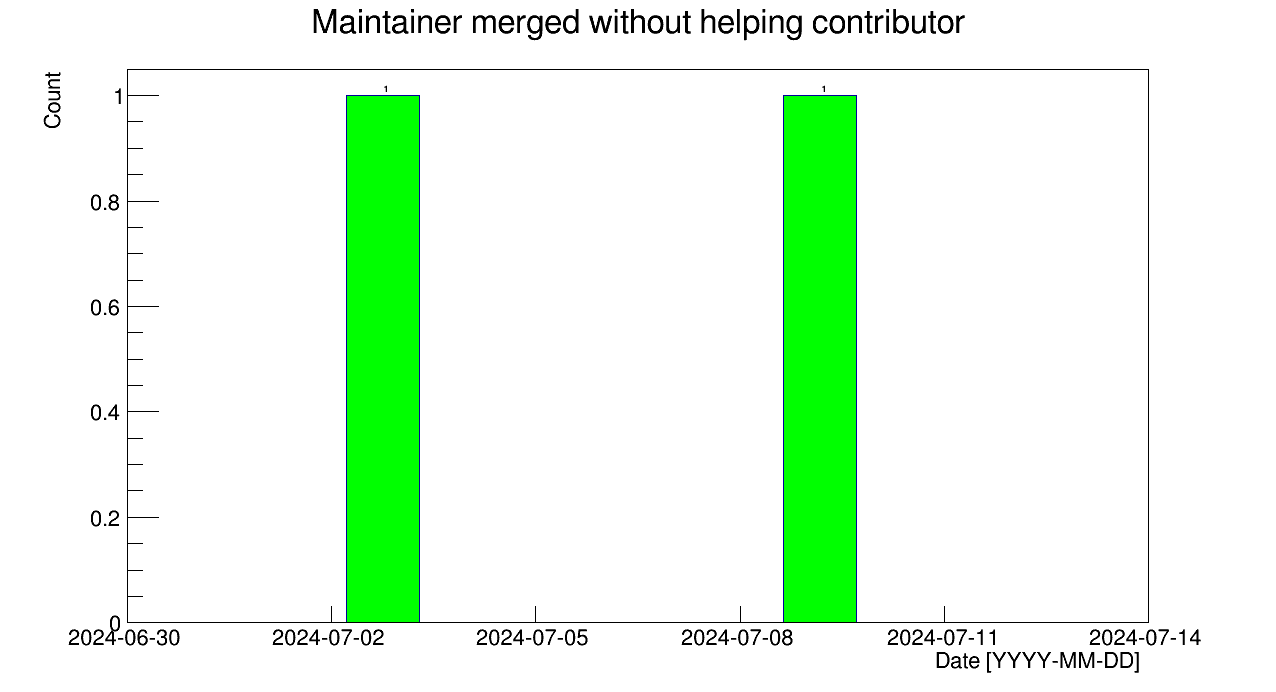 Maintainer merged without helping contributor
Count
1
1
1
0.8
0.6
0.4
0.2
0
2024-06-30 2024-07-02 2024-07-05 2024-07-08 2024-07-11 2024-07-14
Date [YYYY-MM-DD]